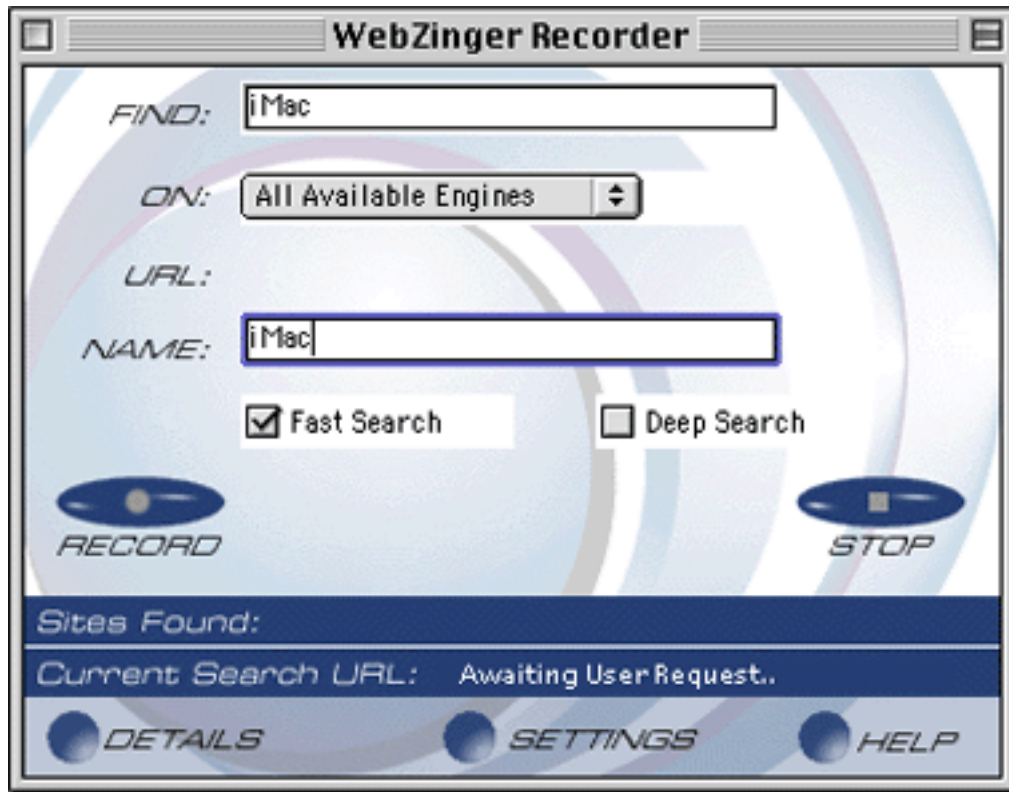 WebZinger Recorder
FIND: iMac
ON: All Available Engines
URL:
NAME: iMac
Fast Search Deep Search
RECORD STOP
Sites Found:
Current Search URL: Awaiting User Request..
DETAILS SETTINGS HELP